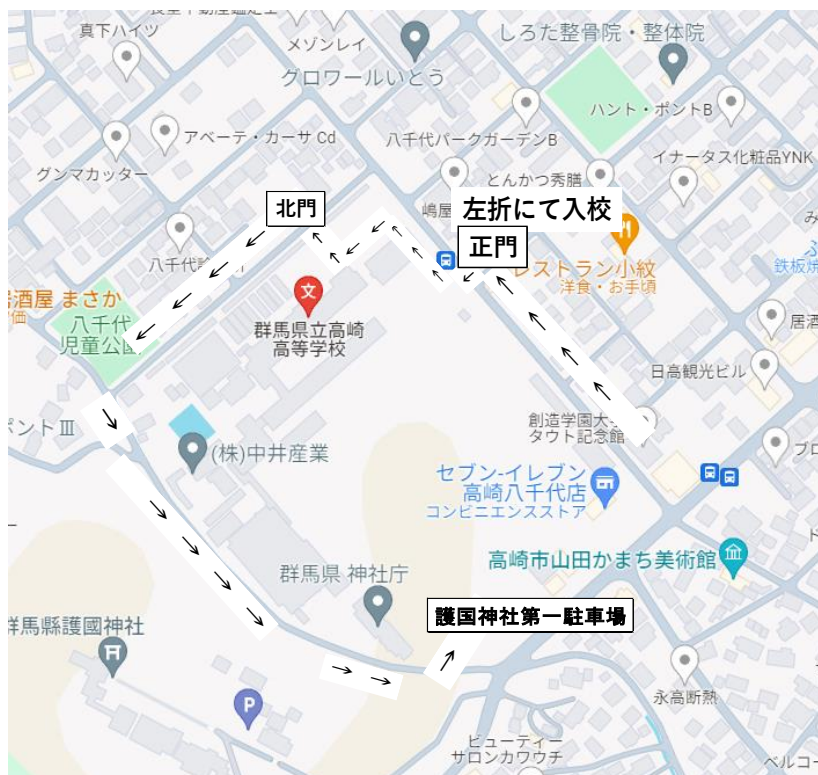 真下ハイツ
メゾンレイ
グロワールいとう
しろた整骨院・整体院
ハント・ポントB
アベーテ・カーサ Cd
八千代パークガーデンB
イナータス化粧品YNK
グンマカッター
とんかつ秀膳
北門
嶋屋
左折にて入校
正門
レストラン小紋
洋食・お手頃
居酒屋 まさか
八千代
児童公園
文
群馬県立高崎
高等学校
日高観光ビル
創造学園大
タウト記念館
ポントⅢ
(株)中井産業
セブン-イレブン
高崎八千代店
コンビニエンスストア
高崎市山田かまち美術館
群馬県 神社庁
護国神社第一駐車場
群馬縣護國神社
P
永高断熱
ビューティー
サロンカワウチ